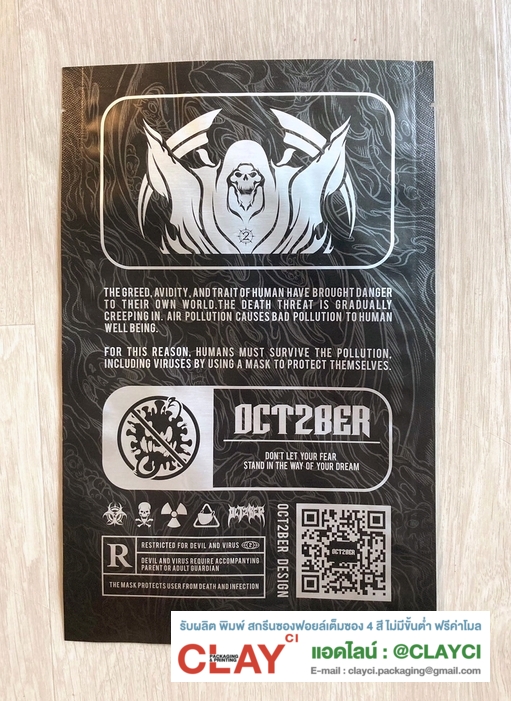 2
THE GREED, AVIDITY, AND TRAIT OF HUMAN HAVE BROUGHT DANGER
TO THEIR OWN WORLD.THE DEATH THREAT IS GRADUALLY
CREEPING IN. AIR POLLUTION CAUSES BAD POLLUTION TO HUMAN
WELL BEING.
FOR THIS REASON, HUMANS MUST SURVIVE THE POLLUTION,
INCLUDING VIRUSES BY USING A MASK TO PROTECT THEMSELVES.
OCT2BER
DON'T LET YOUR FEAR
STAND IN THE WAY OF YOUR DREAM
OCT2BER
OCT2BER DESIGN
OCT2BER
R
RESTRICTED FOR DEVIL AND VIRUS
DEVIL AND VIRUS REQUIRE ACCOMPANYING
PARENT OR ADULT GUARDIAN
THE MASK PROTECTS USER FROM DEATH AND INFECTION
รับผลิต พิมพ์ สกรีนซองฟอยล์เต็มซอง 4 สี ไม่มีขั้นต่ำ ฟรีค่าโมล
CLAY CI
PACKAGING
& PRINTING
แอดไลน์ : @CLAYCI
E-mail : clayci.packaging@gmail.com